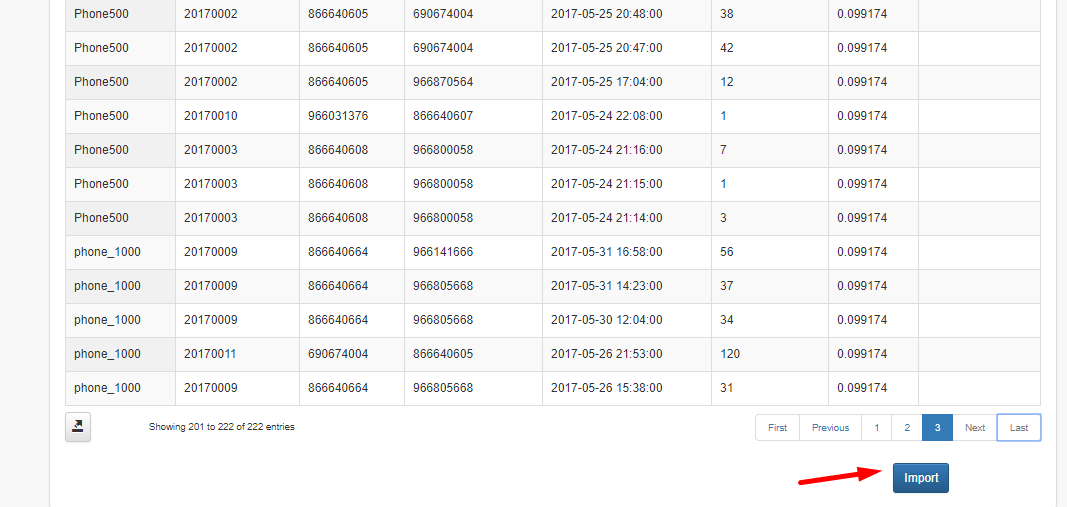 Phone500 20170002 866640605 690674004 2017-05-25 20:48:00 38 0.099174
Phone500 20170002 866640605 690674004 2017-05-25 20:47:00 42 0.099174
Phone500 20170002 866640605 966870564 2017-05-25 17:04:00 12 0.099174
Phone500 20170010 966031376 866640607 2017-05-24 22:08:00 1 0.099174
Phone500 20170003 866640608 966800058 2017-05-24 21:16:00 7 0.099174
Phone500 20170003 866640608 966800058 2017-05-24 21:15:00 1 0.099174
Phone500 20170003 866640608 966800058 2017-05-24 21:14:00 3 0.099174
phone_1000 20170009 866640664 966141666 2017-05-31 16:58:00 56 0.099174
phone_1000 20170009 866640664 966805668 2017-05-31 14:23:00 37 0.099174
phone_1000 20170009 866640664 966805668 2017-05-30 12:04:00 34 0.099174
phone_1000 20170011 690674004 866640605 2017-05-26 21:53:00 120 0.099174
phone_1000 20170009 866640664 966805668 2017-05-26 15:38:00 31 0.099174
Showing 201 to 222 of 222 entries First Previous 1 2 3 Next Last
Import